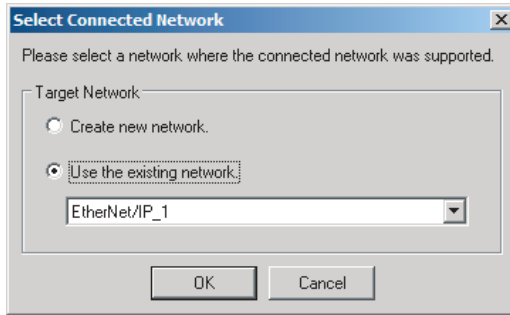 Select Connected Network
Please select a network where the connected network was supported.
Target Network
Create new network.
Use the existing network.
EtherNet/IP_1
OK
Cancel